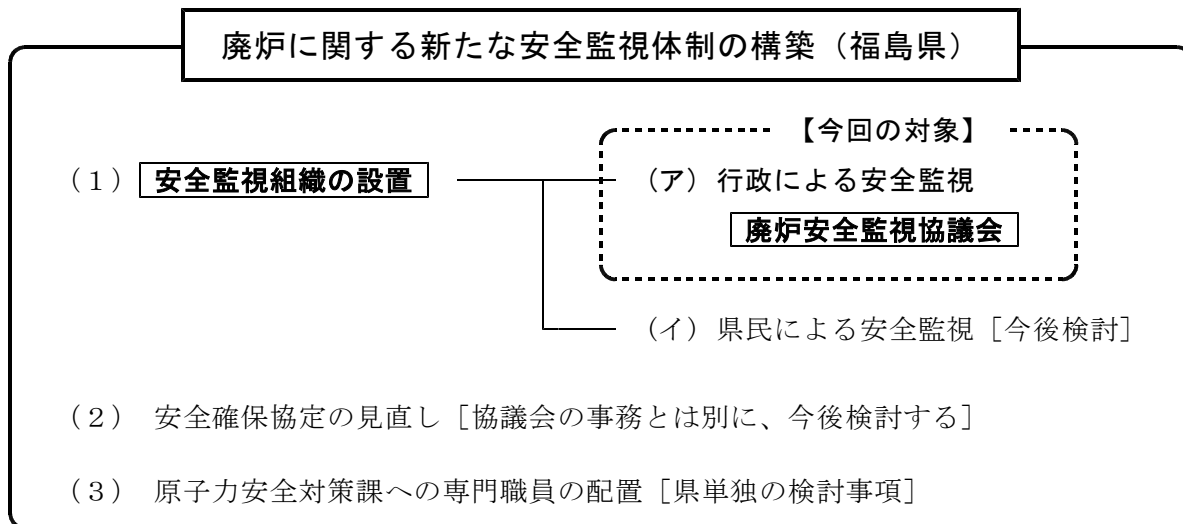 廃炉に関する新たな安全監視体制の構築（福島県）
【今回の対象】
（１）安全監視組織の設置
（ア）行政による安全監視
廃炉安全監視協議会
（イ）県民による安全監視［今後検討］
（２）　安全確保協定の見直し［協議会の事務とは別に、今後検討する］
（３）　原子力安全対策課への専門職員の配置［県単独の検討事項］